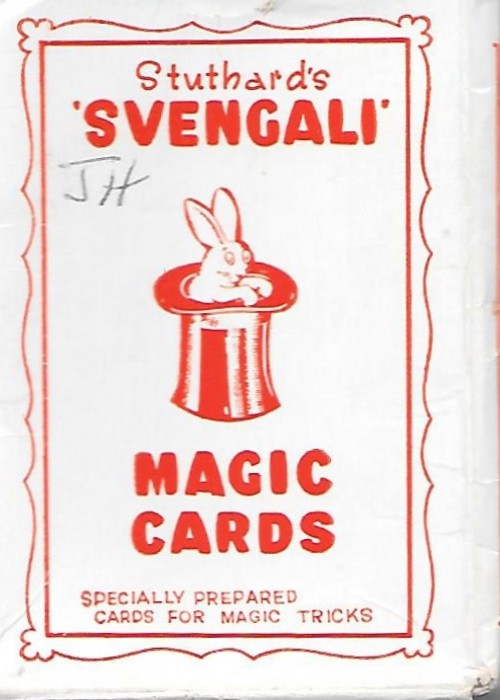 Stuthard's
'SVENGALI'
JH
MAGIC
CARDS
SPECIALLY PREPARED
CARDS FOR MAGIC TRICKS